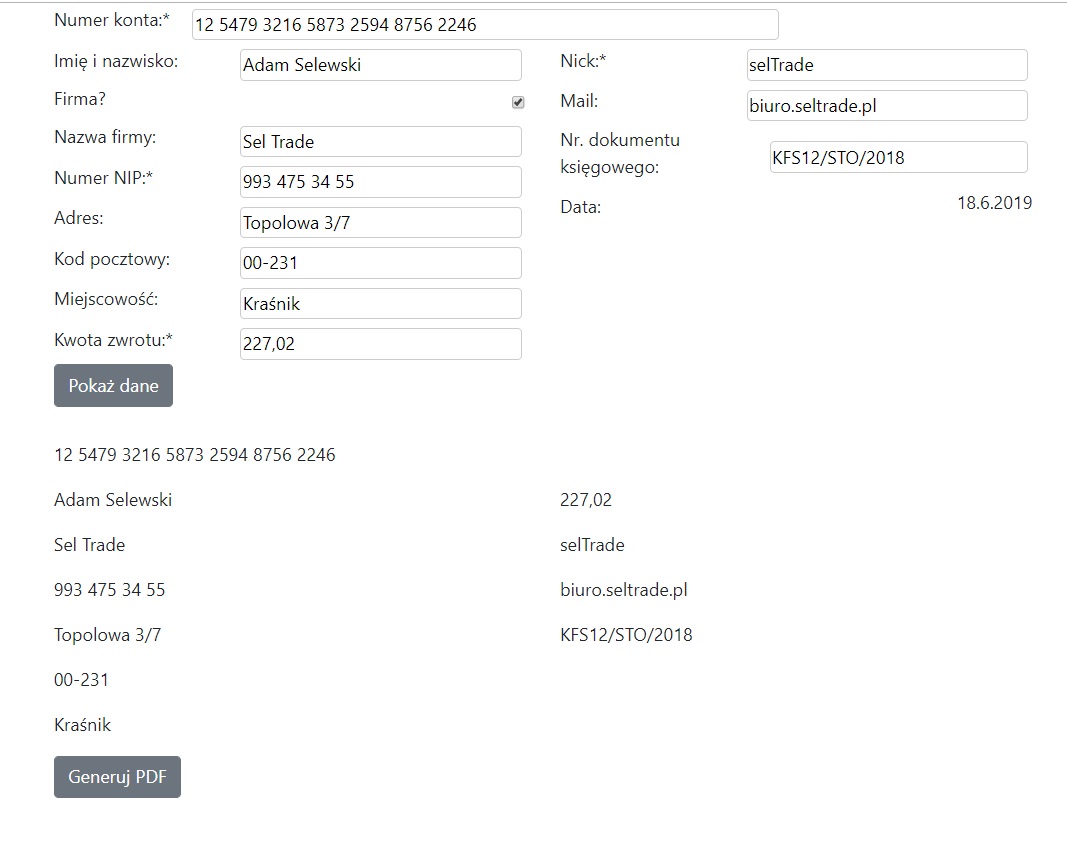 Numer konta:* 12 5479 3216 5873 2594 8756 2246
Imię i nazwisko: Adam Selewski
Firma?
Nazwa firmy: Sel Trade
Numer NIP:* 993 475 34 55
Adres: Topolowa 3/7
Kod pocztowy: 00-231
Miejscowość: Kraśnik
Kwota zwrotu:* 227,02
Nick:* selTrade
Mail: biuro.seltrade.pl
Nr. dokumentu
księgowego: KFS12/STO/2018
Data: 18.6.2019
Pokaż dane
12 5479 3216 5873 2594 8756 2246
Adam Selewski
Sel Trade
993 475 34 55
Topolowa 3/7
00-231
Kraśnik
227,02
selTrade
biuro.seltrade.pl
KFS12/STO/2018
Generuj PDF